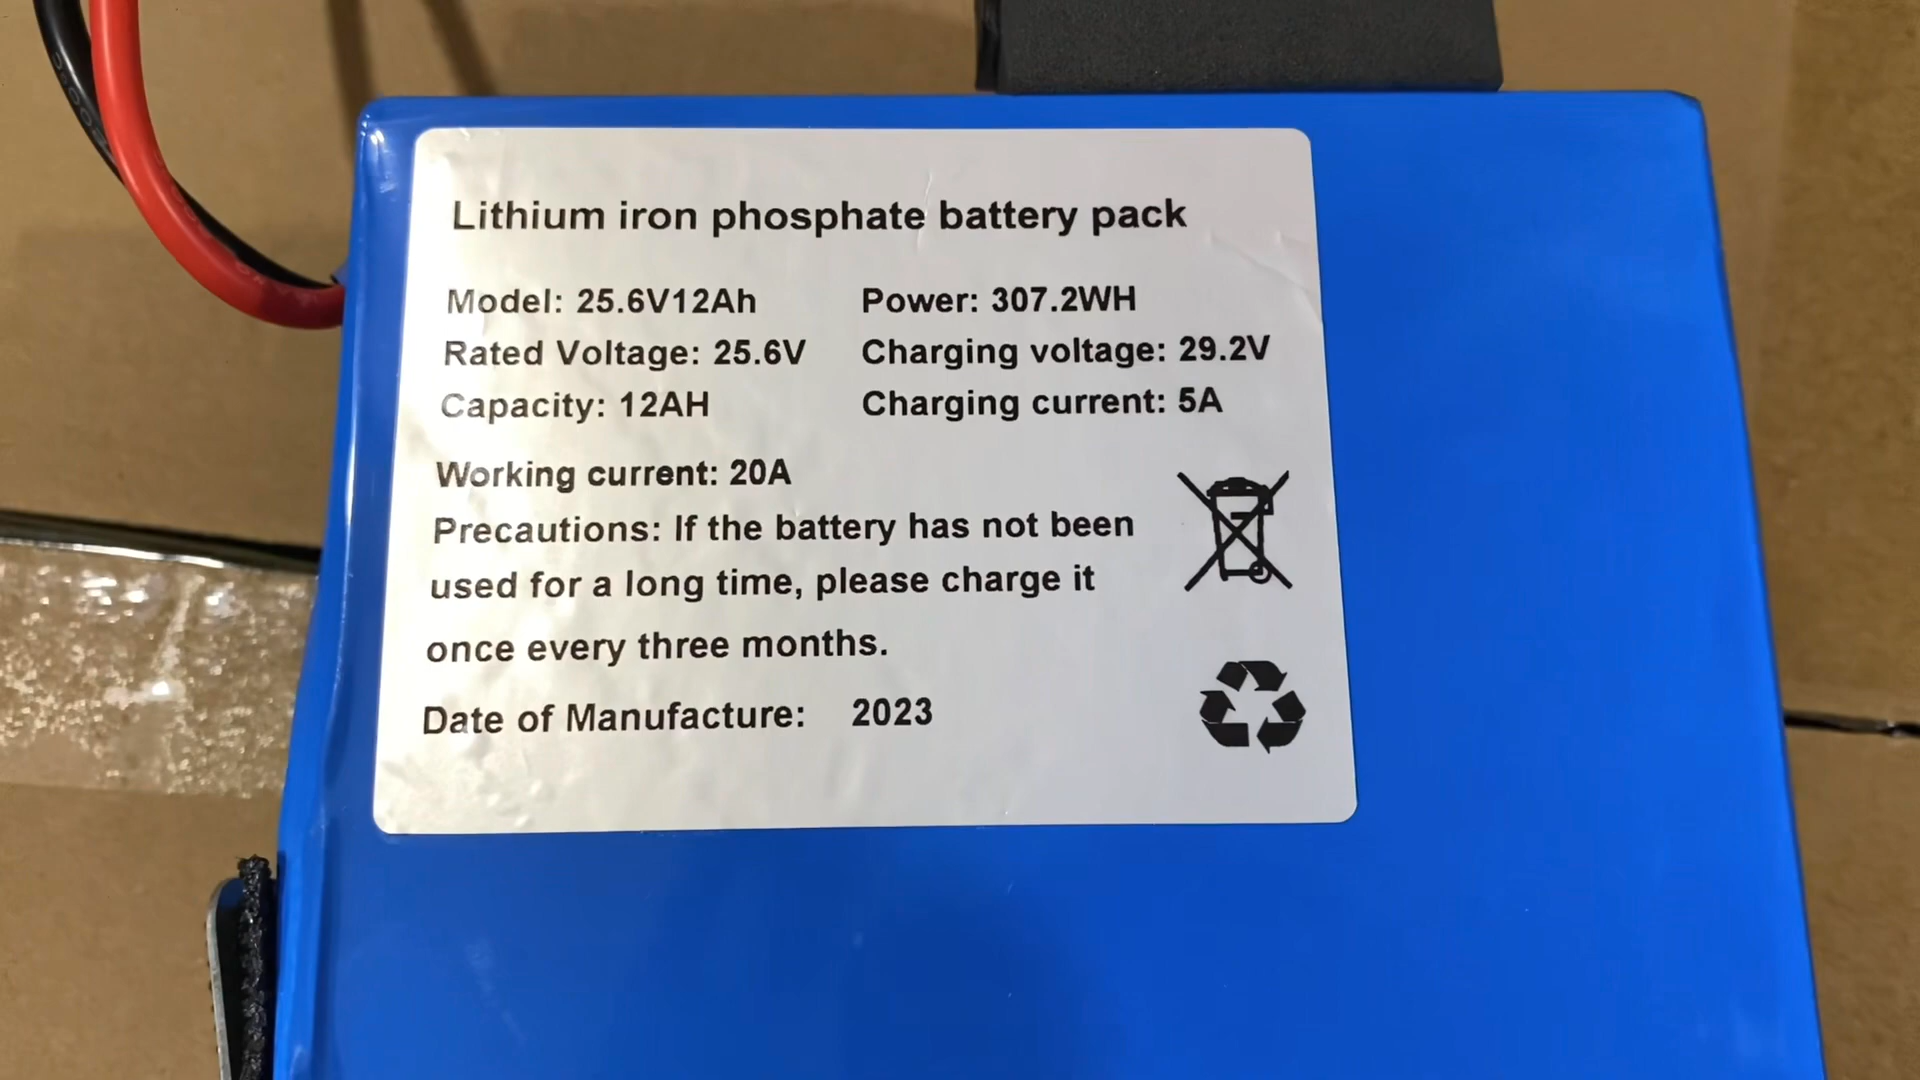 Lithium iron phosphate battery pack
Model: 25.6V12Ah Power: 307.2WH
Rated Voltage: 25.6V Charging voltage: 29.2V
Capacity: 12AH Charging current: 5A
Working current: 20A
Precautions: If the battery has not been
used for a long time, please charge it
once every three months.
Date of Manufacture: 2023